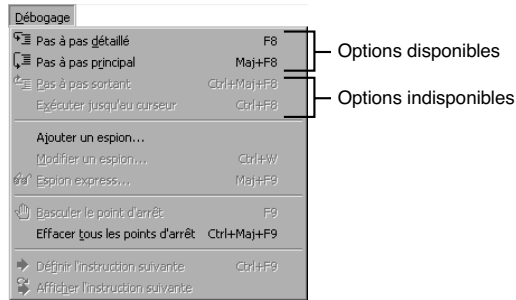 Débogage
Pas à pas détaillé F8
Pas à pas principal Maj+F8
Options disponibles
Pas à pas sortant Ctrl+Maj+F8
Exécuter jusqu'au curseur Ctrl+F8
Options indisponibles
Ajouter un espion...
Modifier un espion... Ctrl+W
Espion express... Maj+F9
Basculer le point d'arrêt F9
Effacer tous les points d'arrêt Ctrl+Maj+F9
Définir l'instruction suivante Ctrl+F9
Afficher l'instruction suivante